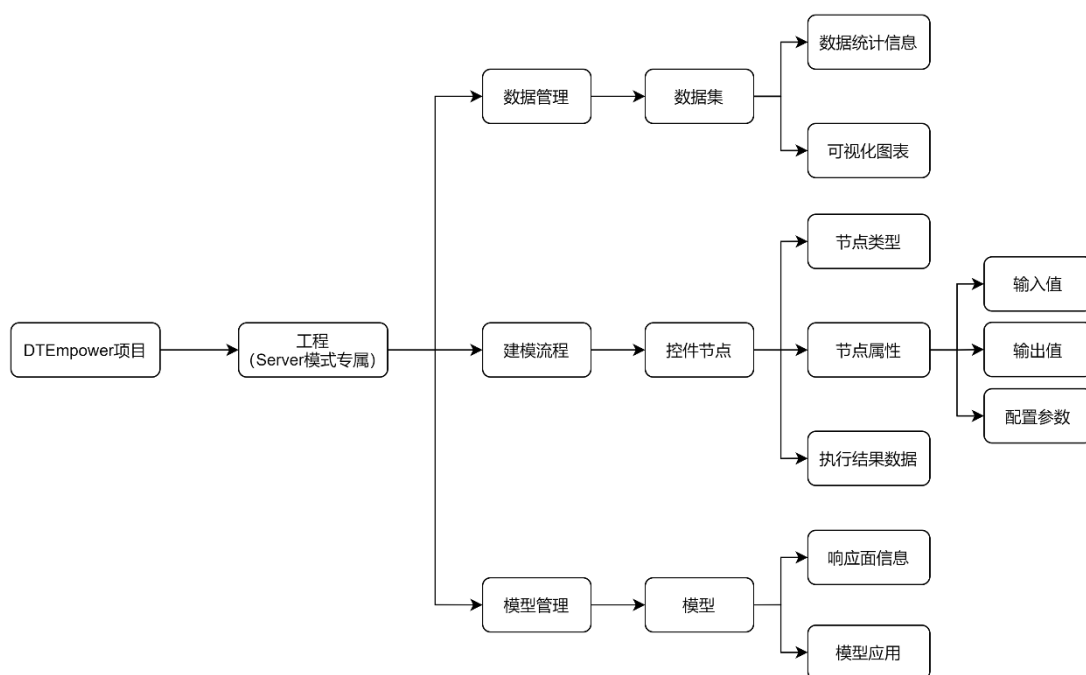 DTEmpower项目
工程
（Server模式专属）
数据管理
数据集
数据统计信息
可视化图表
建模流程
控件节点
节点类型
节点属性
输入值
输出值
配置参数
执行结果数据
模型管理
模型
响应面信息
模型应用